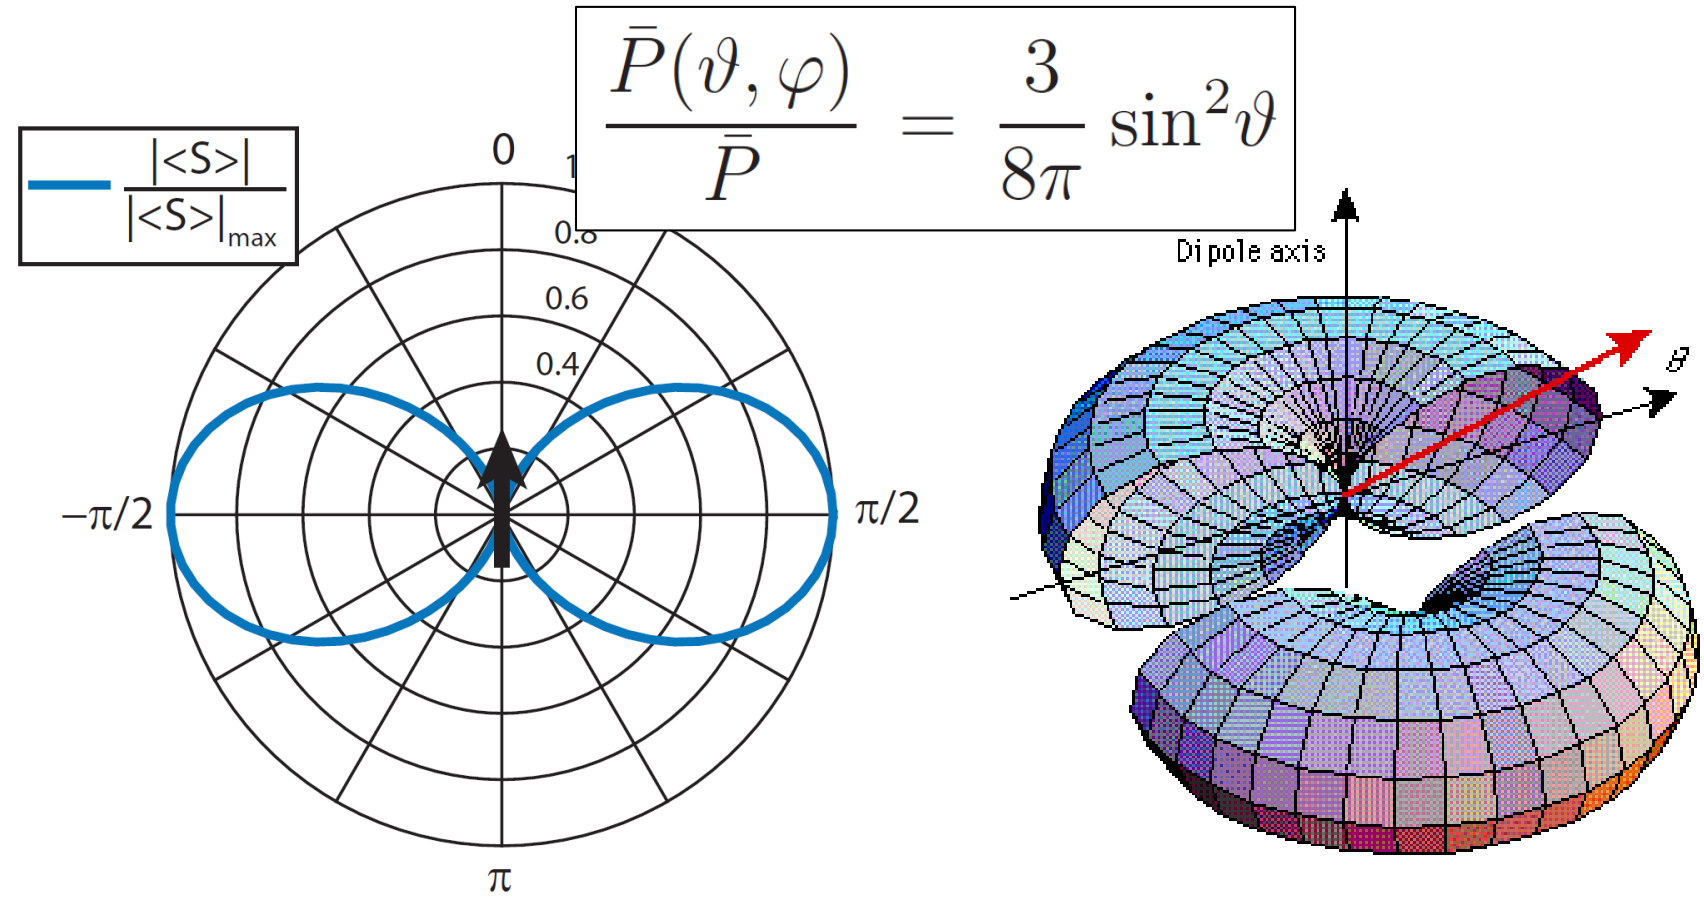 P̄(ϑ, φ) / P̄ = 3 / 8π sin²ϑ
|<S>|
|<S>|max
0
1
0.8
0.6
0.4
−π/2
π/2
π
Dipole axis
θ